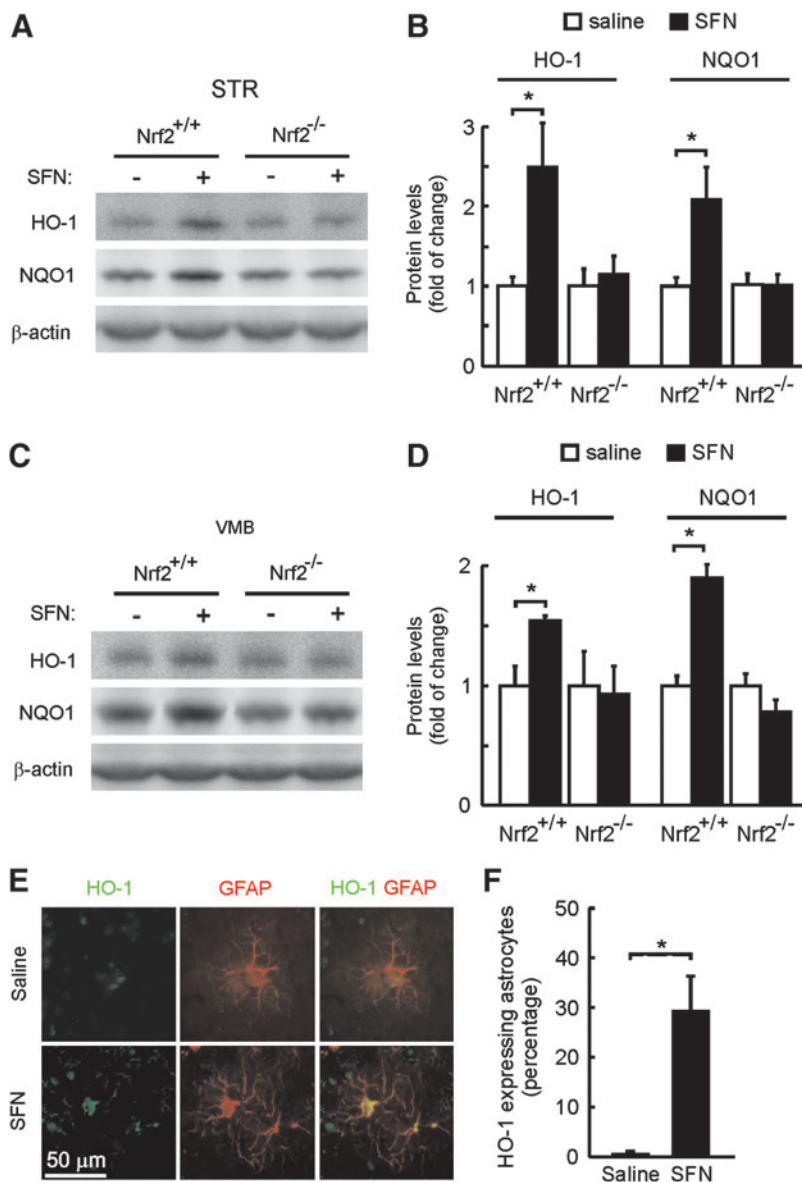 A
STR
Nrf2+/+ Nrf2-/-
SFN: - + - +
HO-1
NQO1
β-actin
B
saline SFN
HO-1 NQO1
* *
Protein levels
(fold of change)
3
2
1
0
Nrf2+/+ Nrf2-/- Nrf2+/+ Nrf2-/-
C
VMB
Nrf2+/+ Nrf2-/-
SFN: - + - +
HO-1
NQO1
β-actin
D
saline SFN
HO-1 NQO1
* *
Protein levels
(fold of change)
2
1
0
Nrf2+/+ Nrf2-/- Nrf2+/+ Nrf2-/-
E
HO-1 GFAP HO-1 GFAP
Saline
SFN
50 μm
F
HO-1 expressing astrocytes
(percentage)
50
40
30
20
10
0
*
Saline SFN